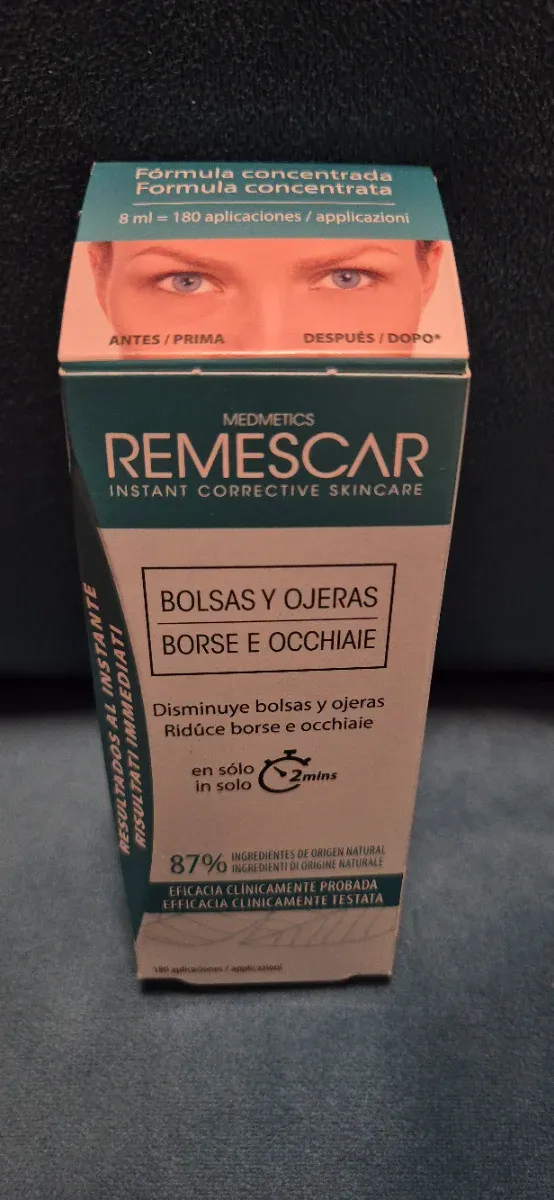 Fórmula concentrada
Formula concentrata
8 ml = 180 aplicaciones / applicazioni
ANTES / PRIMA
DESPUÉS / DOPO*
MEDMETICS
REMESCAR
INSTANT CORRECTIVE SKINCARE
BOLSAS Y OJERAS
BORSE E OCCHIAIE
Disminuye bolsas y ojeras
Ridúce borse e occhiaie
en sólo
in solo
2mins
RESULTADOS AL INSTANTE
RISULTATI IMMEDIATI
87%
INGREDIENTES DE ORIGEN NATURAL
INGREDIENTI DI ORIGINE NATURALE
EFICACIA CLÍNICAMENTE PROBADA
EFFICACIA CLINICAMENTE TESTATA
180 aplicaciones / applicazioni